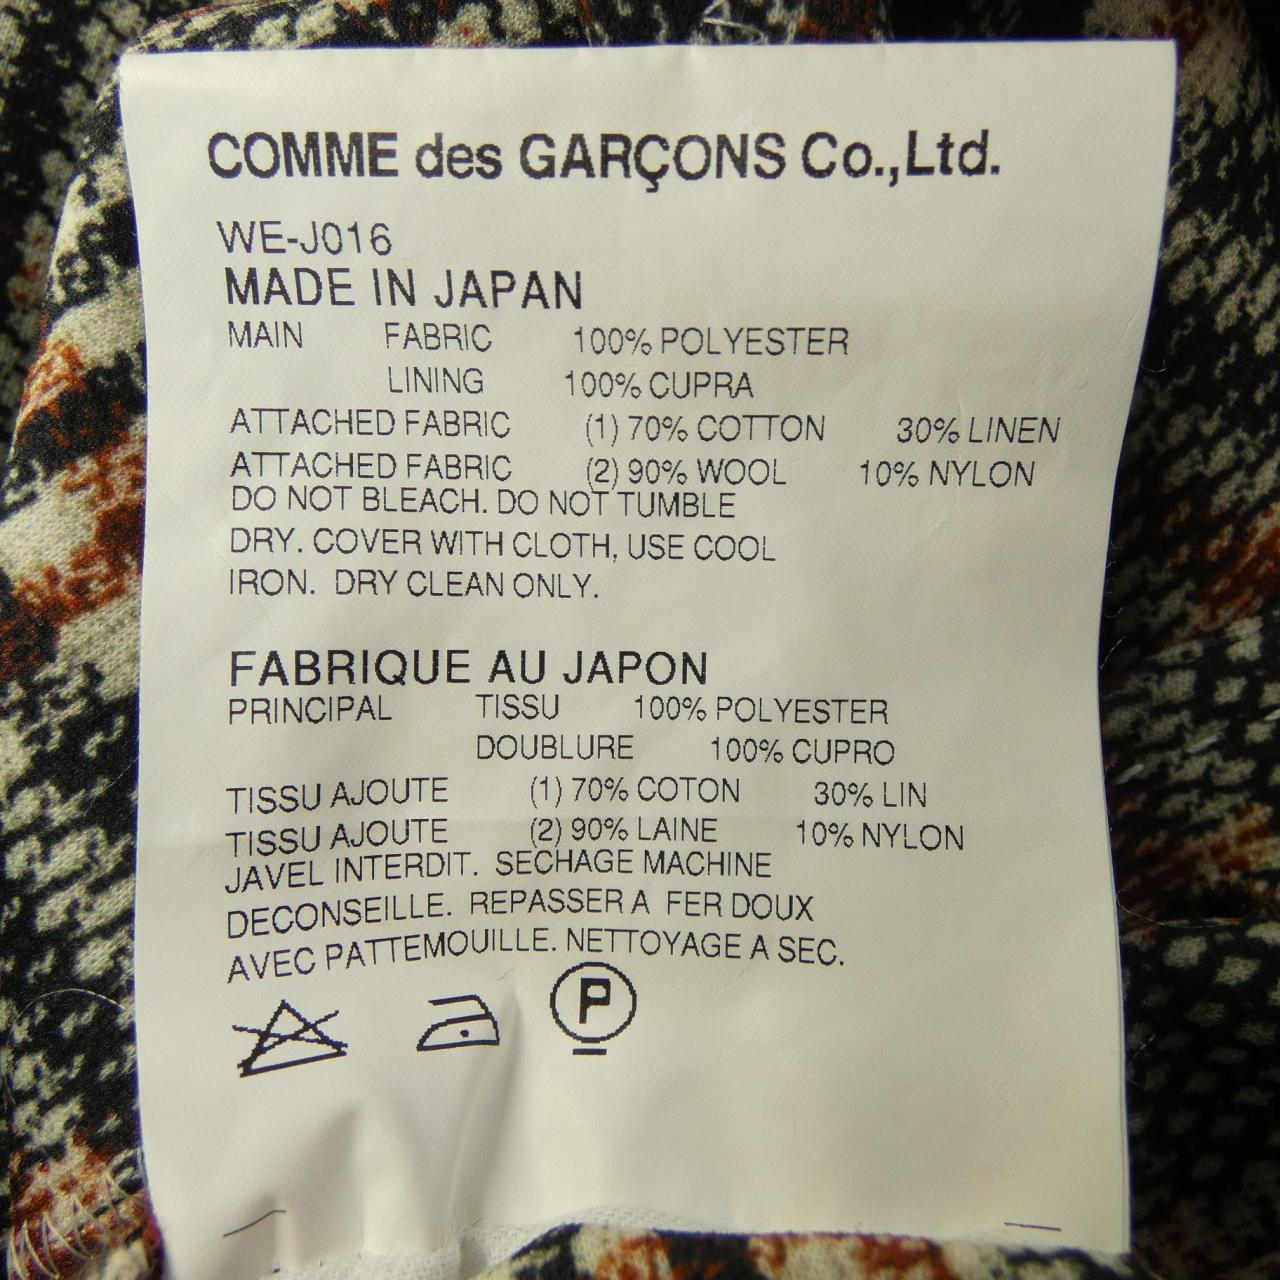 COMME des GARÇONS Co.,Ltd.
WE-J016
MADE IN JAPAN
MAIN FABRIC 100% POLYESTER
LINING 100% CUPRA
ATTACHED FABRIC (1) 70% COTTON 30% LINEN
ATTACHED FABRIC (2) 90% WOOL 10% NYLON
DO NOT BLEACH. DO NOT TUMBLE
DRY. COVER WITH CLOTH, USE COOL
IRON. DRY CLEAN ONLY.
FABRIQUE AU JAPON
PRINCIPAL TISSU 100% POLYESTER
DOUBLURE 100% CUPRO
TISSU AJOUTE (1) 70% COTON 30% LIN
TISSU AJOUTE (2) 90% LAINE 10% NYLON
JAVEL INTERDIT. SECHAGE MACHINE
DECONSEILLE. REPASSER A FER DOUX
AVEC PATTEMOUILLE. NETTOYAGE A SEC.
P